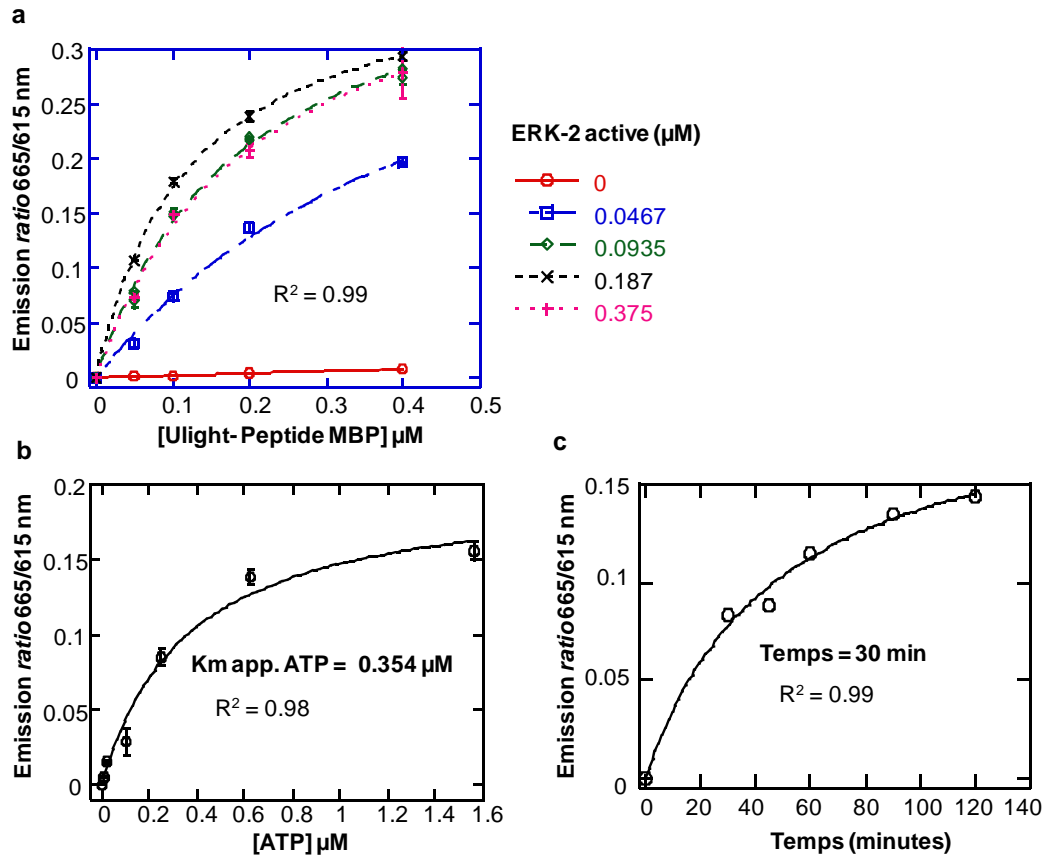 a
Emission ratio 665/615 nm
0.3
0.25
0.2
0.15
0.1
0.05
0
R² = 0.99
0 0.1 0.2 0.3 0.4 0.5
[Ulight-Peptide MBP] µM
ERK-2 active (µM)
0
0.0467
0.0935
0.187
0.375
b
Emission ratio 665/615 nm
0.2
0.15
0.1
0.05
0
Km app. ATP = 0.354 µM
R² = 0.98
0 0.2 0.4 0.6 0.8 1 1.2 1.4 1.6
[ATP] µM
c
Emission ratio 665/615 nm
0.15
0.1
0.05
0
Temps = 30 min
R² = 0.99
0 20 40 60 80 100 120 140
Temps (minutes)